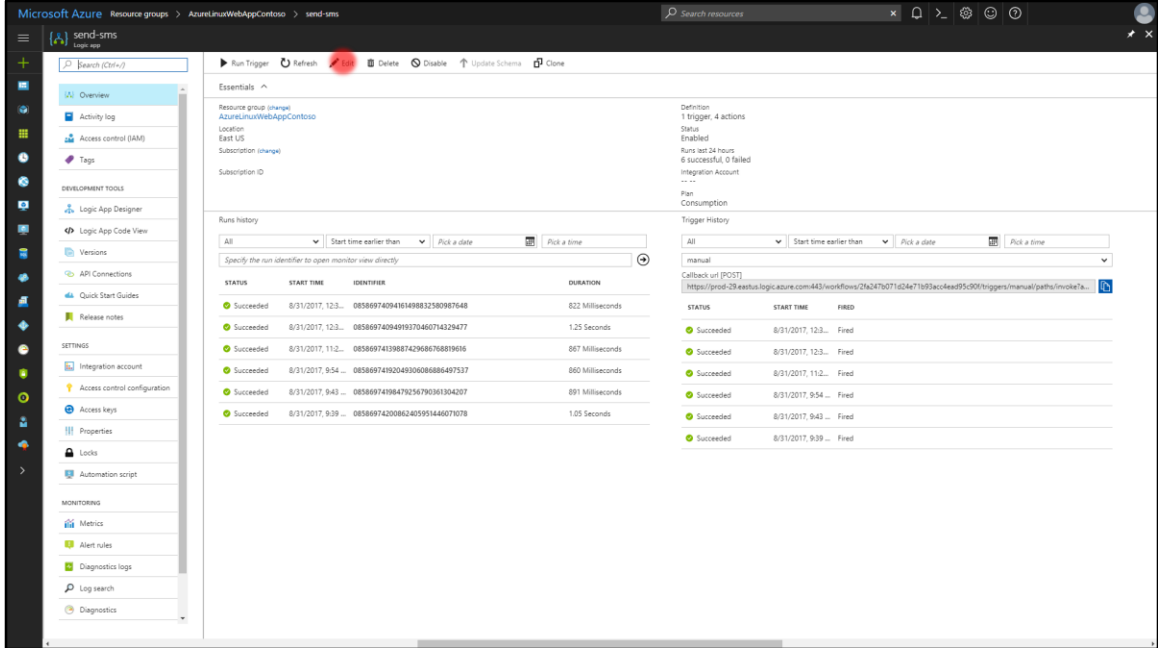 Microsoft Azure Resource groups > AzureLinuxWebAppContoso > send-sms
Search resources
send-sms
Logic app
Search (Ctrl+/)
Overview
Activity log
Access control (IAM)
Tags
DEVELOPMENT TOOLS
Logic App Designer
Logic App Code View
Versions
API Connections
Quick Start Guides
Release notes
SETTINGS
Integration account
Access control configuration
Access keys
Properties
Locks
Automation script
MONITORING
Metrics
Alert rules
Diagnostics logs
Log search
Diagnostics
Run Trigger Refresh Edit Delete Disable Update Schema Clone
Essentials
Resource group (change)
AzureLinuxWebAppContoso
Location
East US
Subscription (change)
Subscription ID
Definition
1 trigger, 4 actions
Status
Enabled
Runs last 24 hours
6 successful, 0 failed
Integration Account
-- --
Plan
Consumption
Runs history
All Start time earlier than Pick a date Pick a time
Specify the run identifier to open monitor view directly
STATUS START TIME IDENTIFIER DURATION
Succeeded 8/31/2017, 12:3... 08586974094161498832580987648 822 Milliseconds
Succeeded 8/31/2017, 12:3... 08586974094919370460714329477 1.25 Seconds
Succeeded 8/31/2017, 11:2... 08586974139887429686768819616 867 Milliseconds
Succeeded 8/31/2017, 9:54 ... 08586974192049306086886497537 860 Milliseconds
Succeeded 8/31/2017, 9:43 ... 08586974198479256790361304207 891 Milliseconds
Succeeded 8/31/2017, 9:39 ... 08586974200862405951446071078 1.05 Seconds
Trigger History
All Start time earlier than Pick a date Pick a time
manual
Callback url [POST]
https://prod-29.eastus.logic.azure.com:443/workflows/2fa247b071d24e71b93acc4ead95c90f/triggers/manual/paths/invoke?a...
STATUS START TIME FIRED
Succeeded 8/31/2017, 12:3... Fired
Succeeded 8/31/2017, 12:3... Fired
Succeeded 8/31/2017, 11:2... Fired
Succeeded 8/31/2017, 9:54 ... Fired
Succeeded 8/31/2017, 9:43 ... Fired
Succeeded 8/31/2017, 9:39 ... Fired